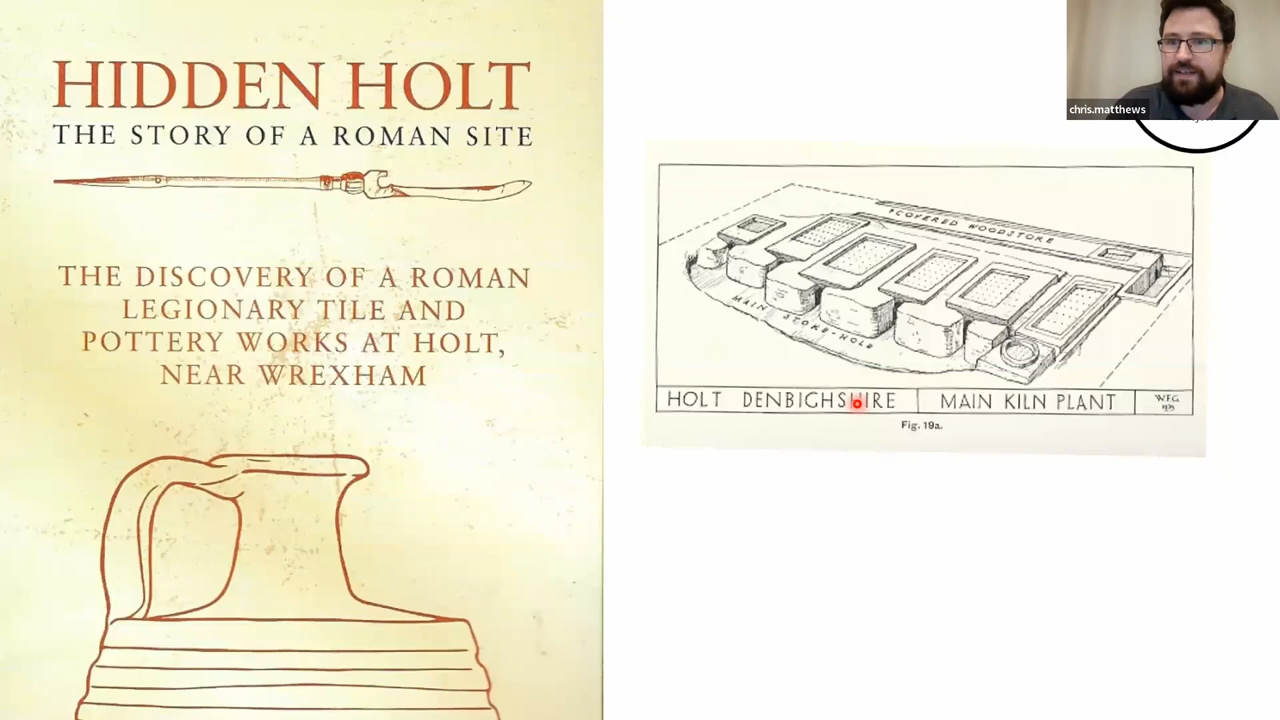 HIDDEN HOLT
THE STORY OF A ROMAN SITE
THE DISCOVERY OF A ROMAN
LEGIONARY TILE AND
POTTERY WORKS AT HOLT,
NEAR WREXHAM
chris.matthews
COVERED WOODSTORE
MAIN STOKE-HOLE
HOLT DENBIGHSHIRE
MAIN KILN PLANT
W.F.G.
Fig. 19a.